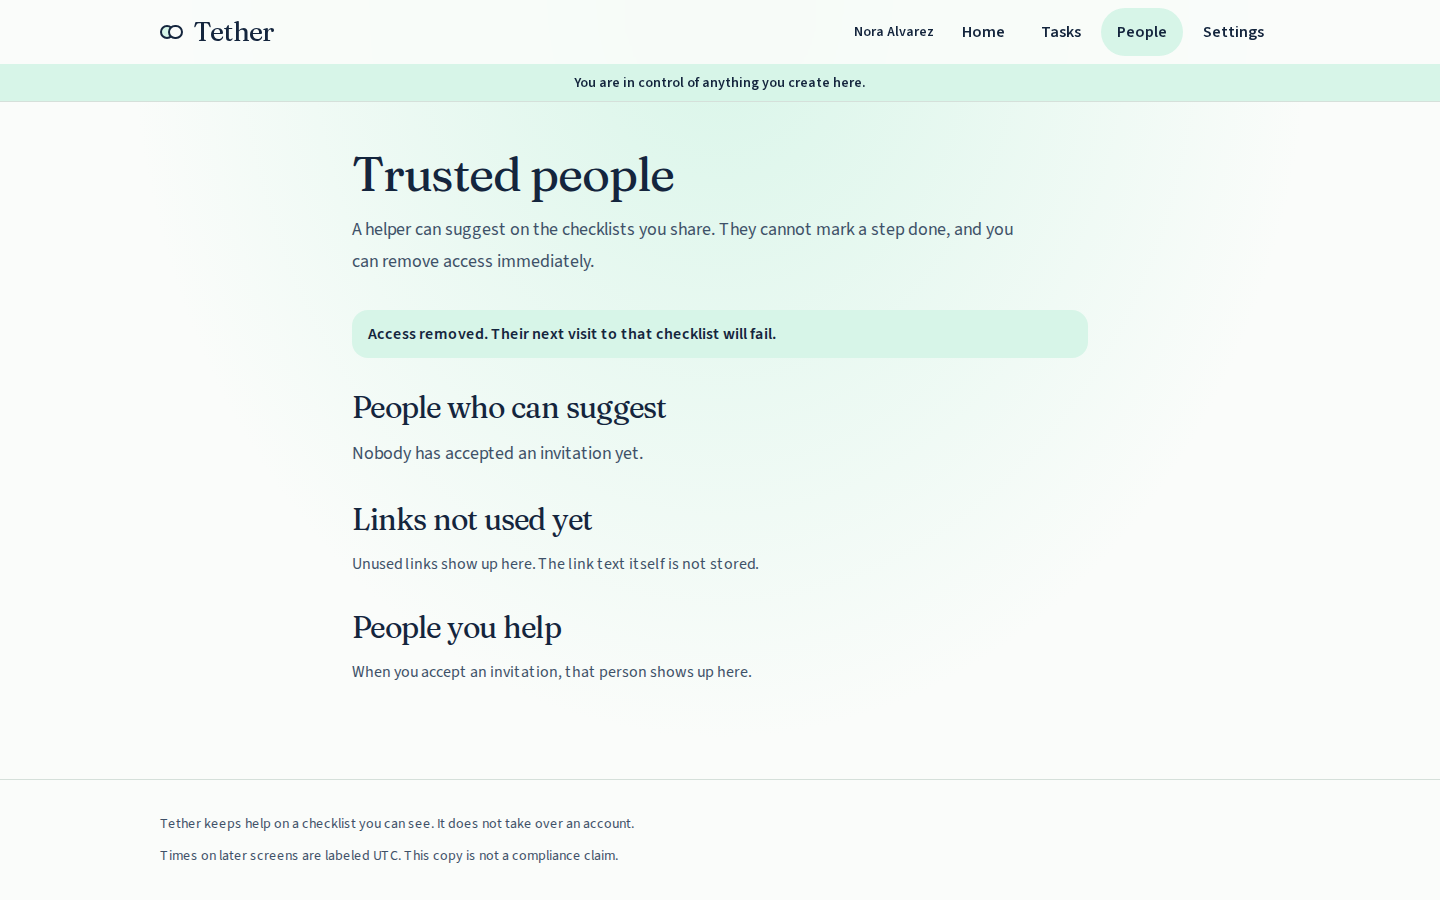 Tether
Nora Alvarez
Home
Tasks
People
Settings
You are in control of anything you create here.
Trusted people
A helper can suggest on the checklists you share. They cannot mark a step done, and you
can remove access immediately.
Access removed. Their next visit to that checklist will fail.
People who can suggest
Nobody has accepted an invitation yet.
Links not used yet
Unused links show up here. The link text itself is not stored.
People you help
When you accept an invitation, that person shows up here.
Tether keeps help on a checklist you can see. It does not take over an account.
Times on later screens are labeled UTC. This copy is not a compliance claim.